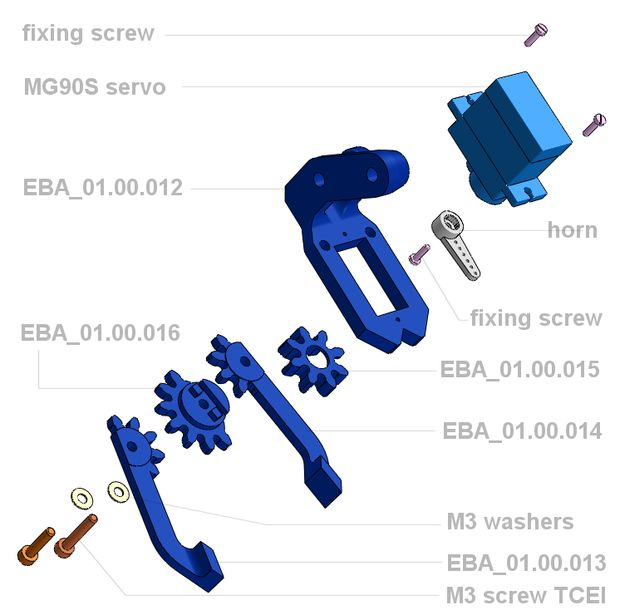 fixing screw
MG90S servo
EBA_01.00.012
horn
fixing screw
EBA_01.00.016
EBA_01.00.015
EBA_01.00.014
M3 washers
EBA_01.00.013
M3 screw TCEI